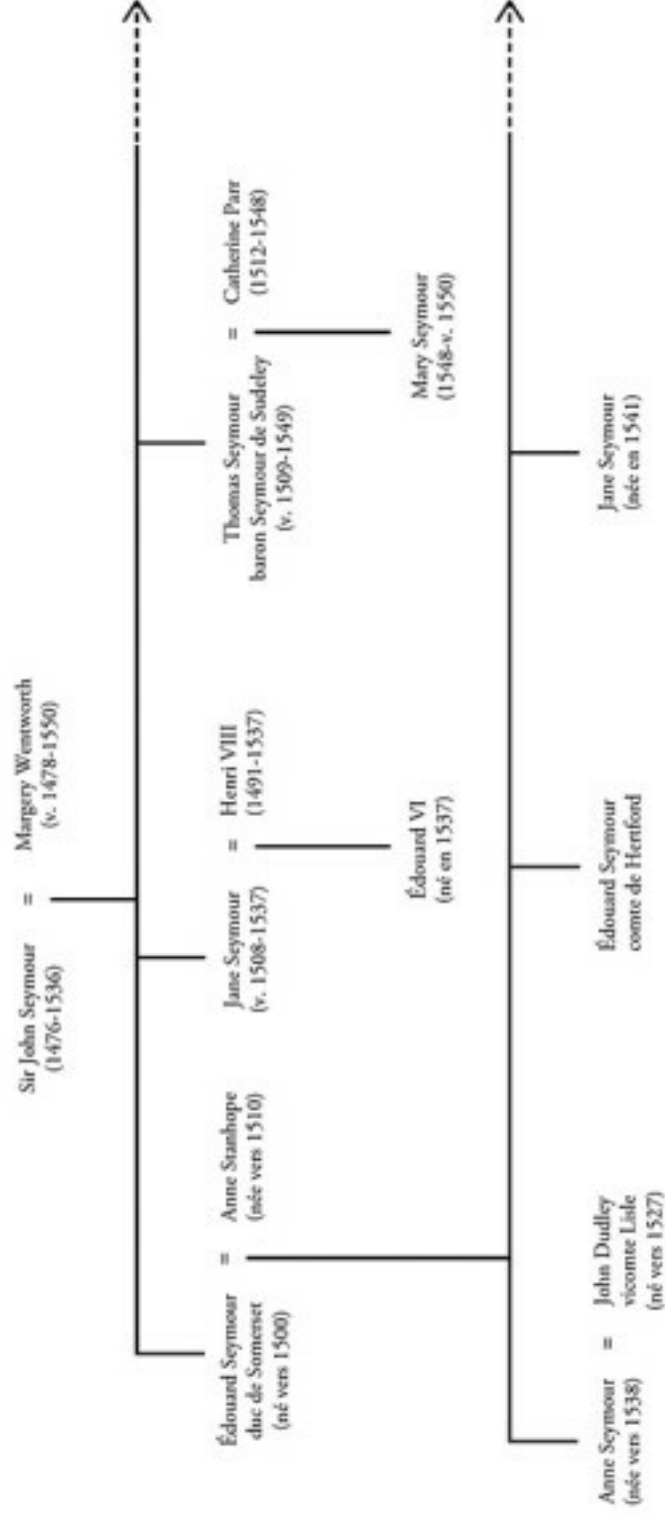 Sir John Seymour
(1476-1536)
=
Margery Wentworth
(v. 1478-1550)
Édouard Seymour
duc de Somerset
(né vers 1500)
=
Anne Stanhope
(née vers 1510)
Jane Seymour
(v. 1508-1537)
=
Henri VIII
(1491-1537)
Thomas Seymour
baron Seymour de Sudeley
(v. 1509-1549)
=
Catherine Parr
(1512-1548)
Édouard VI
(né en 1537)
Mary Seymour
(1548-v. 1550)
Anne Seymour
(née vers 1538)
=
John Dudley
vicomte Lisle
(né vers 1527)
Édouard Seymour
comte de Hertford
Jane Seymour
(née en 1541)